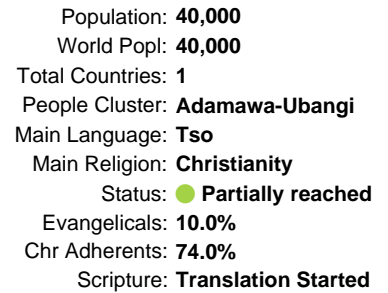 Population: 40,000
World Popl: 40,000
Total Countries: 1
People Cluster: Adamawa-Ubangi
Main Language: Tso
Main Religion: Christianity
Status: Partially reached
Evangelicals: 10.0%
Chr Adherents: 74.0%
Scripture: Translation Started